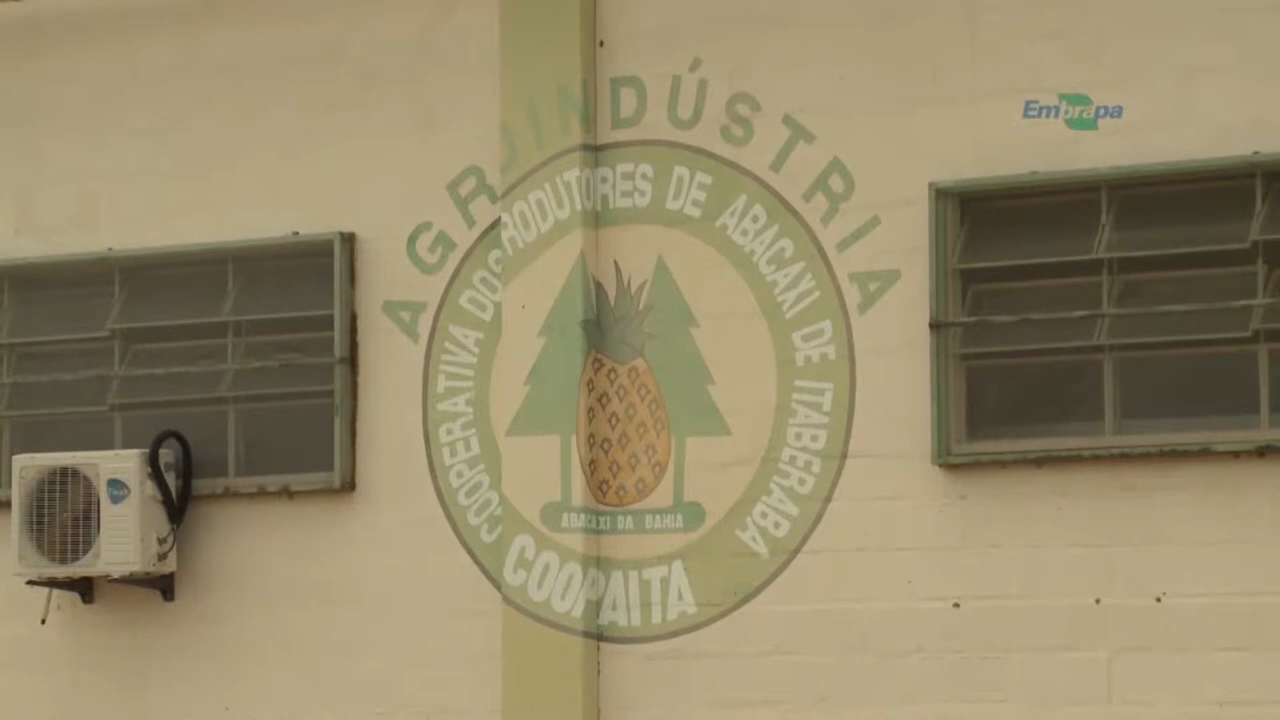 Embrapa
AGROINDÚSTRIA
COOPERATIVA DOS PRODUTORES DE ABACAXI DE ITABERABA
ABACAXI DA BAHIA
COOPAITA